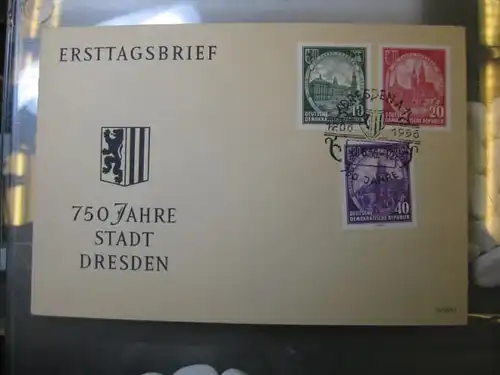 ERSTTAGSBRIEF
750 JAHRE
STADT
DRESDEN
10
DEUTSCHE
DEMOKRATISCHE REPUBLIK
20
DEUTSCHE
DEMOKRATISCHE REPUBLIK
DRESDEN A
1206 1956
JAHRE
40
DEUTSCHE
DEMOKRATISCHE REPUBLIK